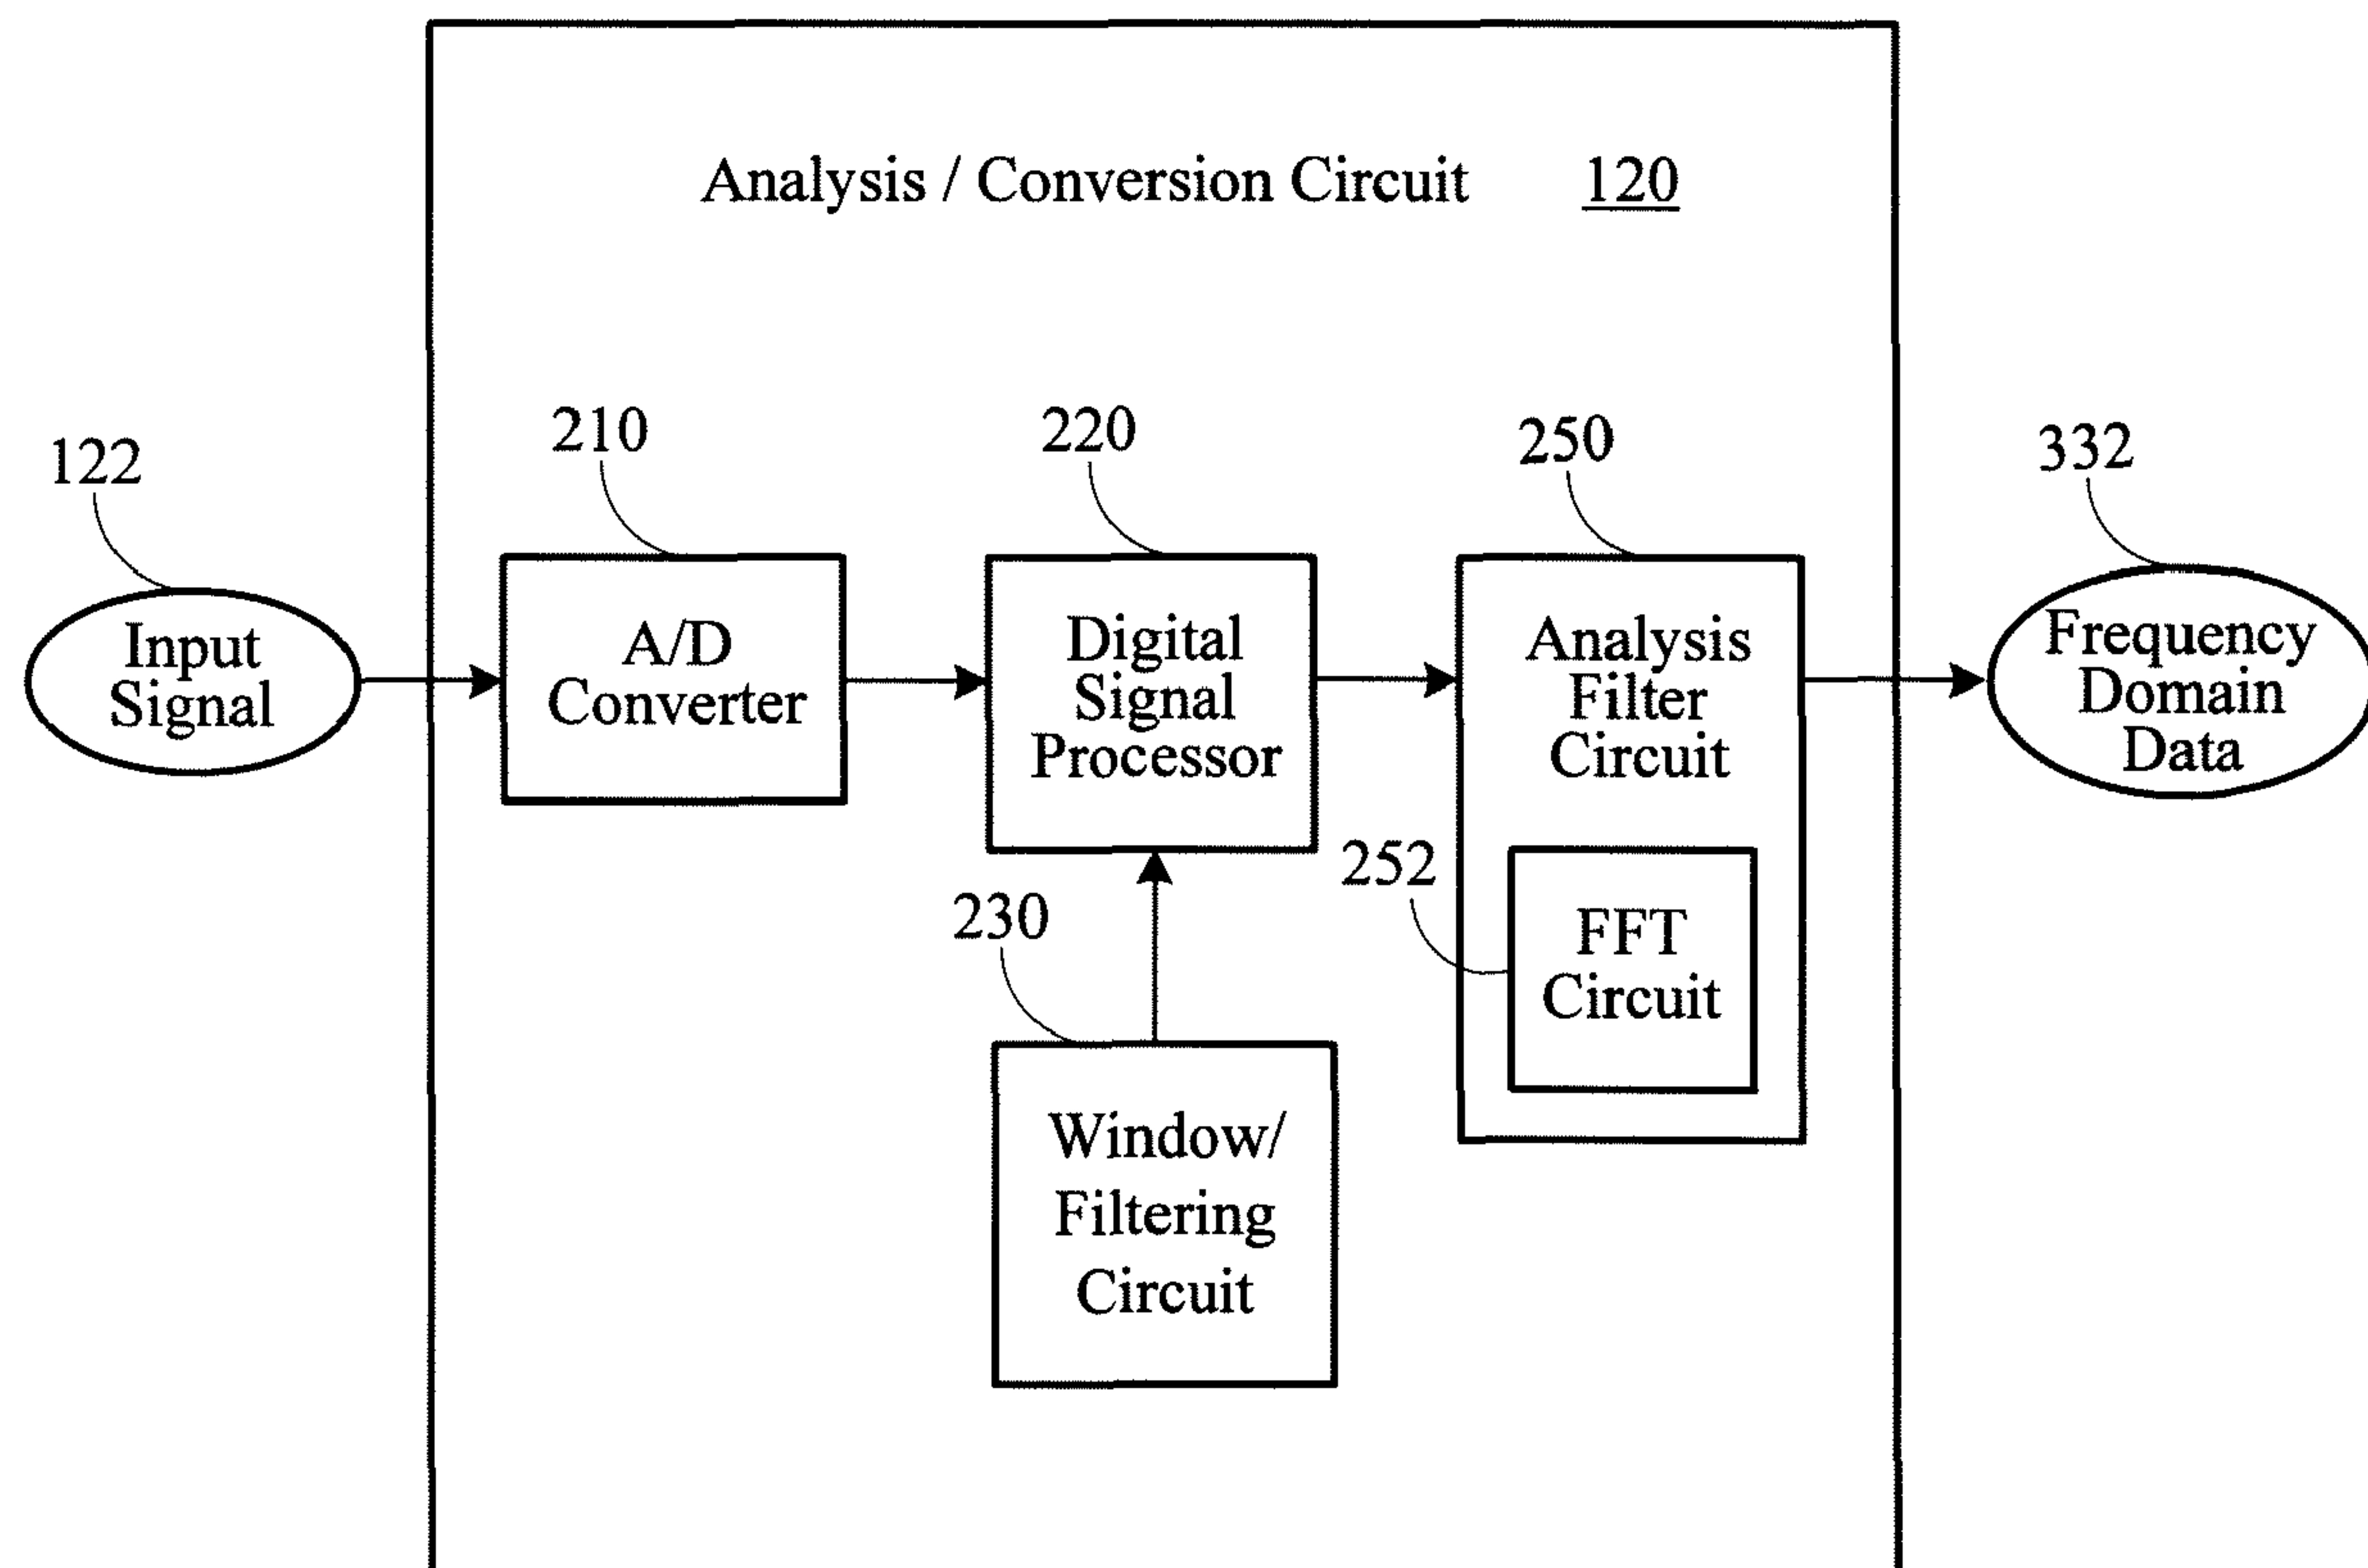 Analysis / Conversion Circuit 120
122
Input
Signal
210
A/D
Converter
220
Digital
Signal
Processor
230
Window/
Filtering
Circuit
250
Analysis
Filter
Circuit
252
FFT
Circuit
332
Frequency
Domain
Data